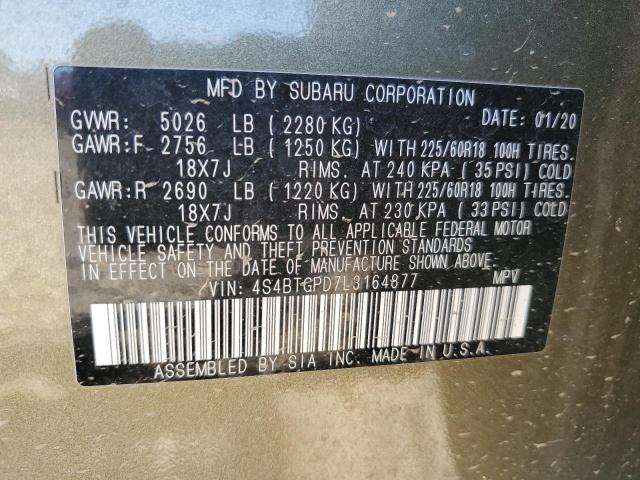 MFD BY SUBARU CORPORATION
GVWR: 5026 LB ( 2280 KG) DATE: 01/20
GAWR:F 2756 LB ( 1250 KG) WITH 225/60R18 100H TIRES.
18X7J RIMS. AT 240 KPA ( 35 PSI) COLD
GAWR:R 2690 LB ( 1220 KG) WITH 225/60R18 100H TIRES.
18X7J RIMS. AT 230 KPA ( 33 PSI) COLD
THIS VEHICLE CONFORMS TO ALL APPLICABLE FEDERAL MOTOR
VEHICLE SAFETY AND THEFT PREVENTION STANDARDS
IN EFFECT ON THE DATE OF MANUFACTURE SHOWN ABOVE.
VIN: 4S4BTGPD7L3164877 MPV
ASSEMBLED BY SIA INC. MADE IN U.S.A.